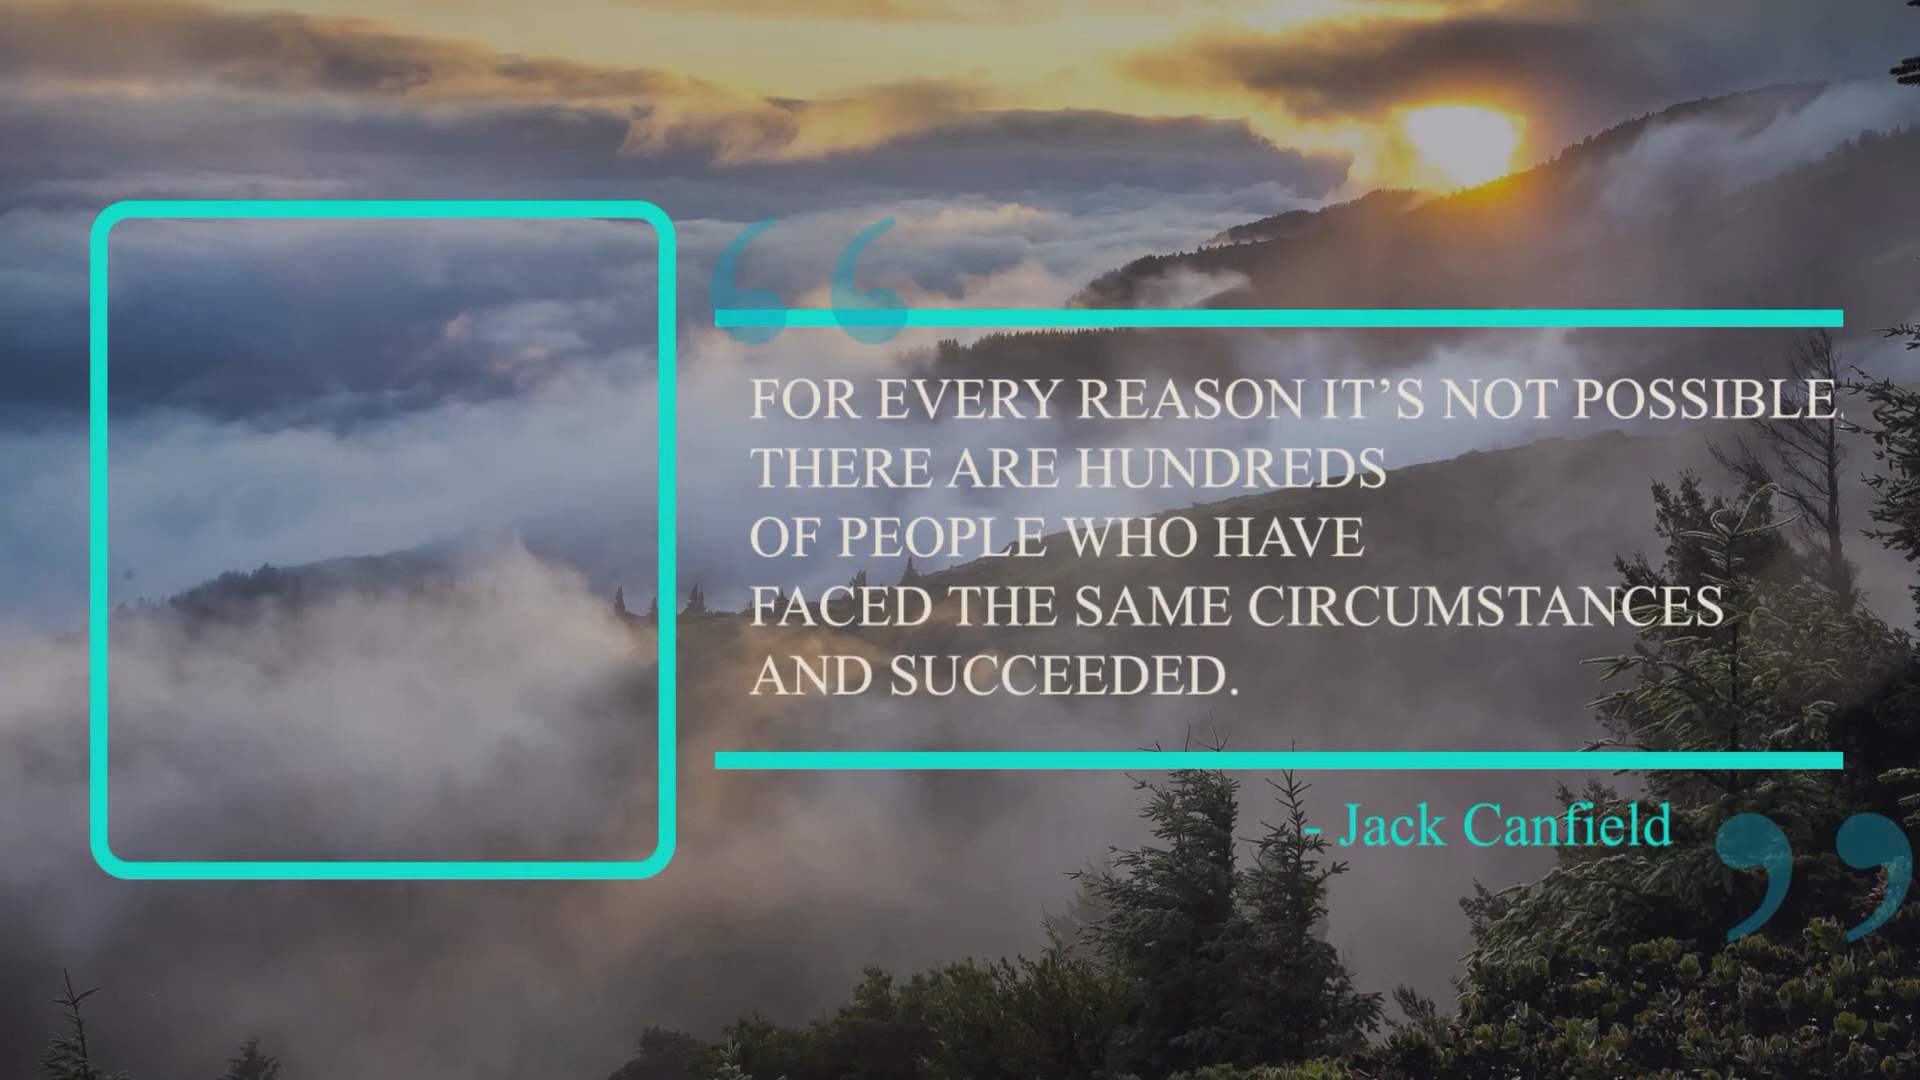 FOR EVERY REASON IT’S NOT POSSIBLE,
THERE ARE HUNDREDS
OF PEOPLE WHO HAVE
FACED THE SAME CIRCUMSTANCES
AND SUCCEEDED.
- Jack Canfield